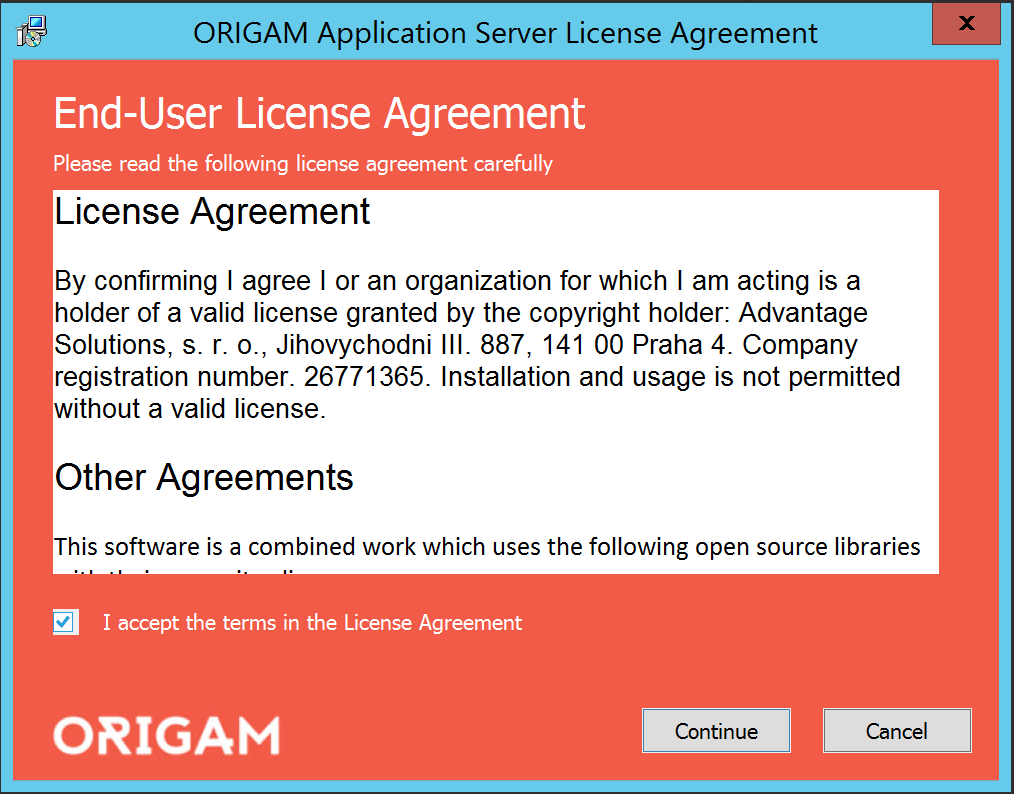 ORIGAM Application Server License Agreement
x
End-User License Agreement
Please read the following license agreement carefully
License Agreement
By confirming I agree I or an organization for which I am acting is a
holder of a valid license granted by the copyright holder: Advantage
Solutions, s. r. o., Jihovychodni III. 887, 141 00 Praha 4. Company
registration number. 26771365. Installation and usage is not permitted
without a valid license.
Other Agreements
This software is a combined work which uses the following open source libraries
I accept the terms in the License Agreement
ORIGAM
Continue
Cancel